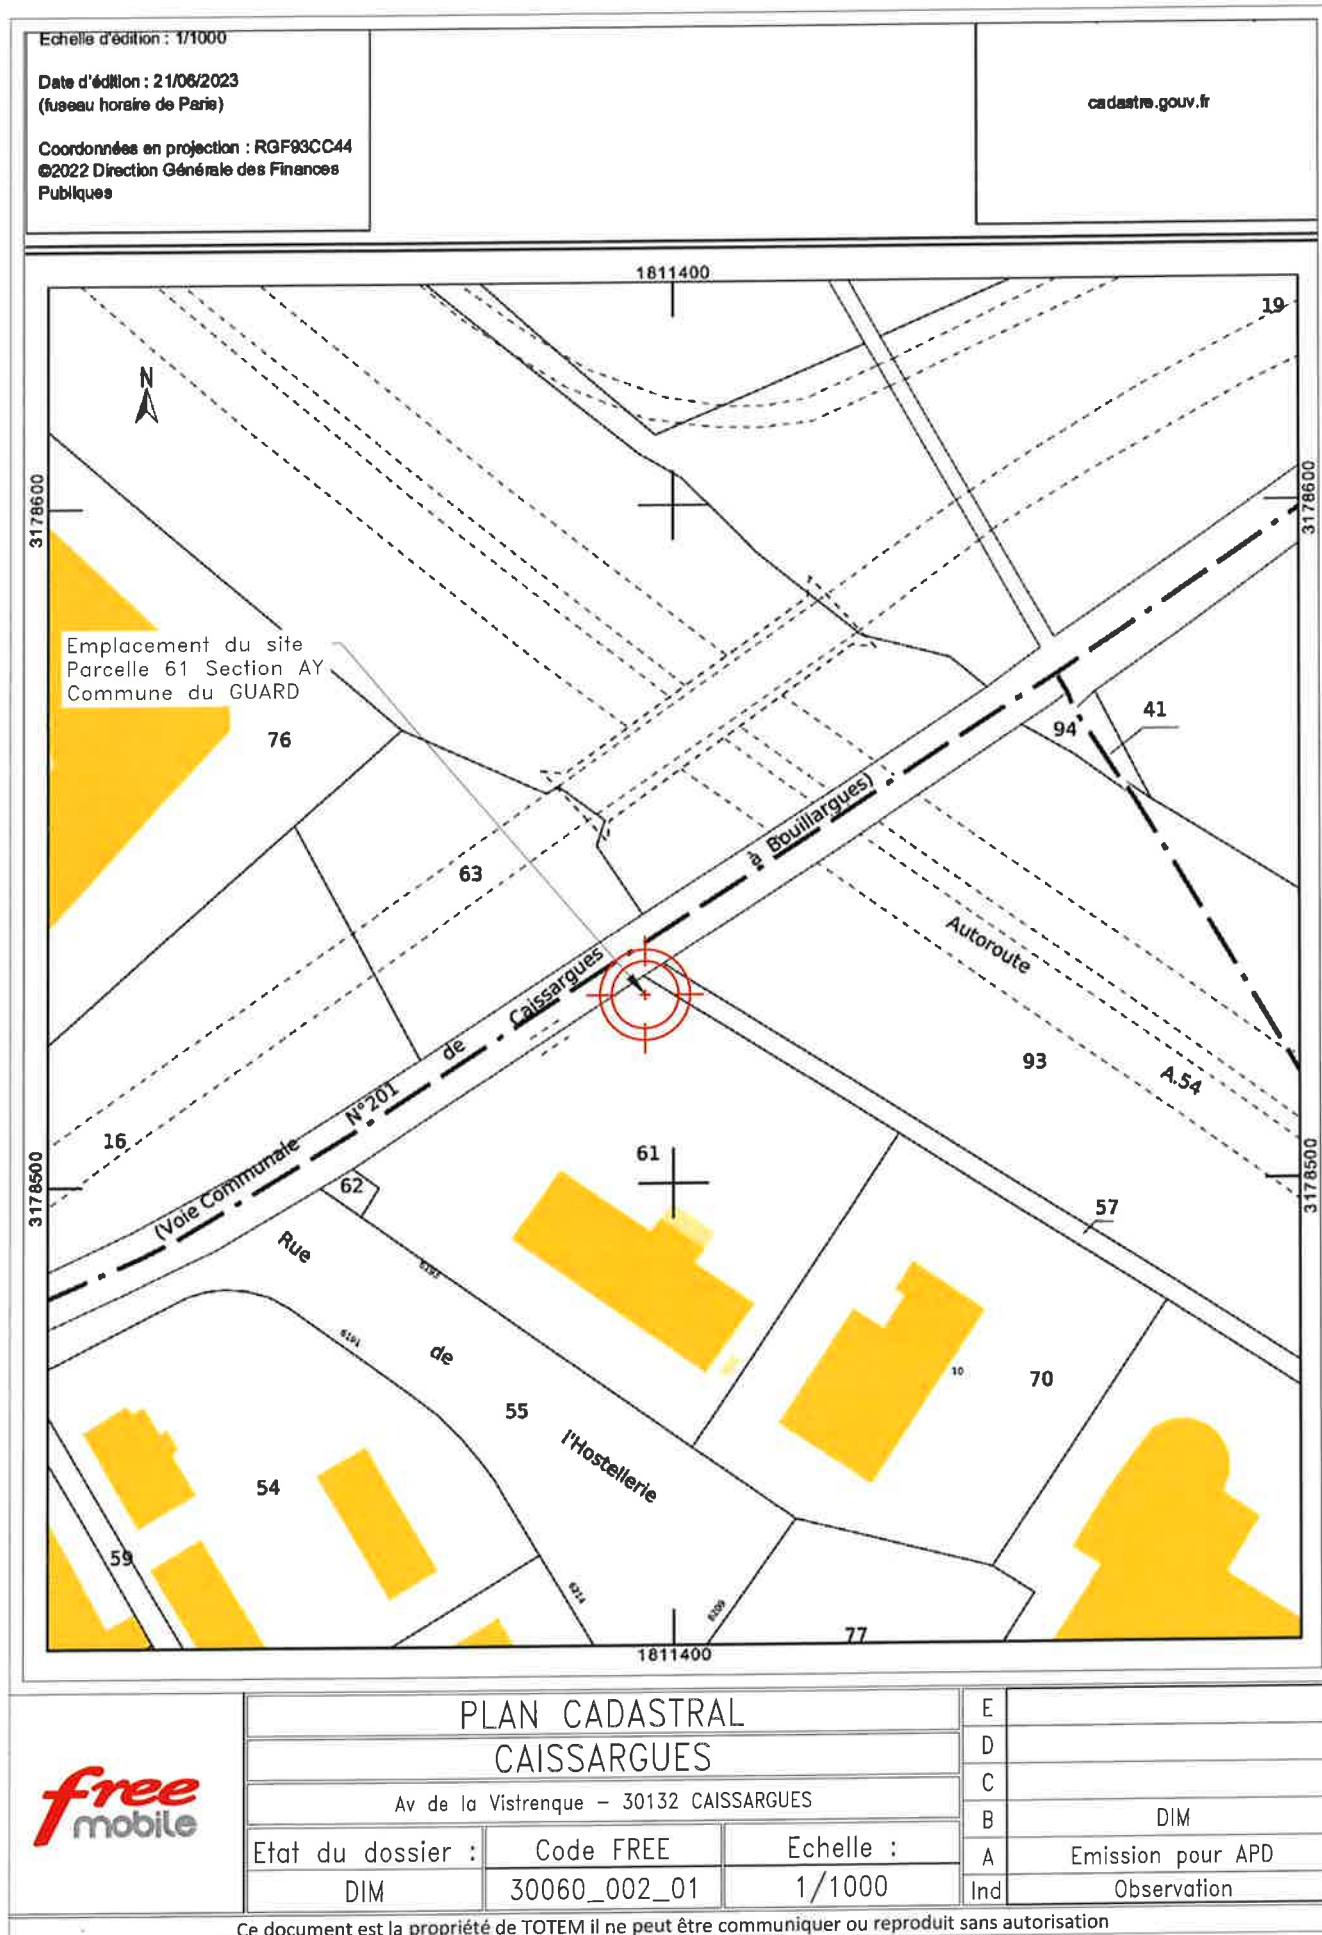 Echelle d'édition : 1/1000
Date d'édition : 21/06/2023
(fuseau horaire de Paris)
Coordonnées en projection : RGF93CC44
©2022 Direction Générale des Finances
Publiques
cadastre.gouv.fr
1811400
19
N
3178600
3178600
Emplacement du site
Parcelle 61 Section AY
Commune du GUARD
76
41
94
à Bouillargues)
63
Autoroute
Caissargues
de
93
A.54
N°201
16
61
(Voie Communale
62
3178500
3178500
57
Rue
6191
de
70
10
55
l'Hostellerie
54
59
6214
6209
77
1811400
free
mobile
PLAN CADASTRAL
CAISSARGUES
Av de la Vistrenque – 30132 CAISSARGUES
Etat du dossier :
Code FREE
Echelle :
DIM
30060_002_01
1/1000
E
D
C
B DIM
A Emission pour APD
Ind Observation
Ce document est la propriété de TOTEM il ne peut être communiquer ou reproduit sans autorisation